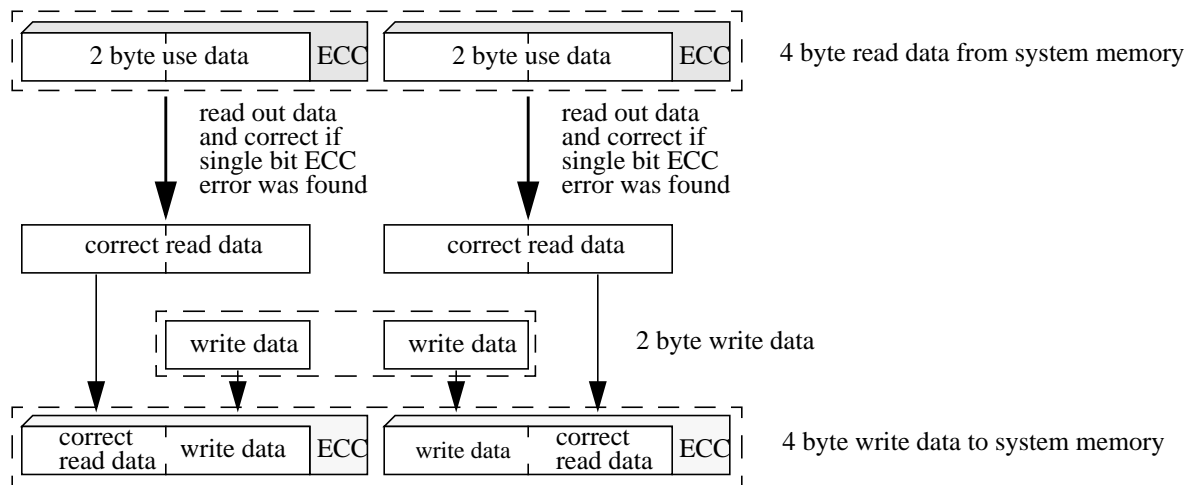 2 byte use data ECC 2 byte use data ECC 4 byte read data from system memory
read out data
and correct if
single bit ECC
error was found
read out data
and correct if
single bit ECC
error was found
correct read data correct read data
write data write data 2 byte write data
correct
read data
write data ECC
write data
correct
read data
ECC
4 byte write data to system memory